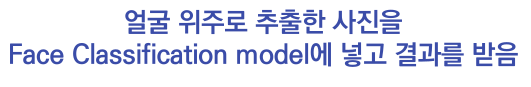 얼굴 위주로 추출한 사진을
Face Classification model에 넣고 결과를 받음